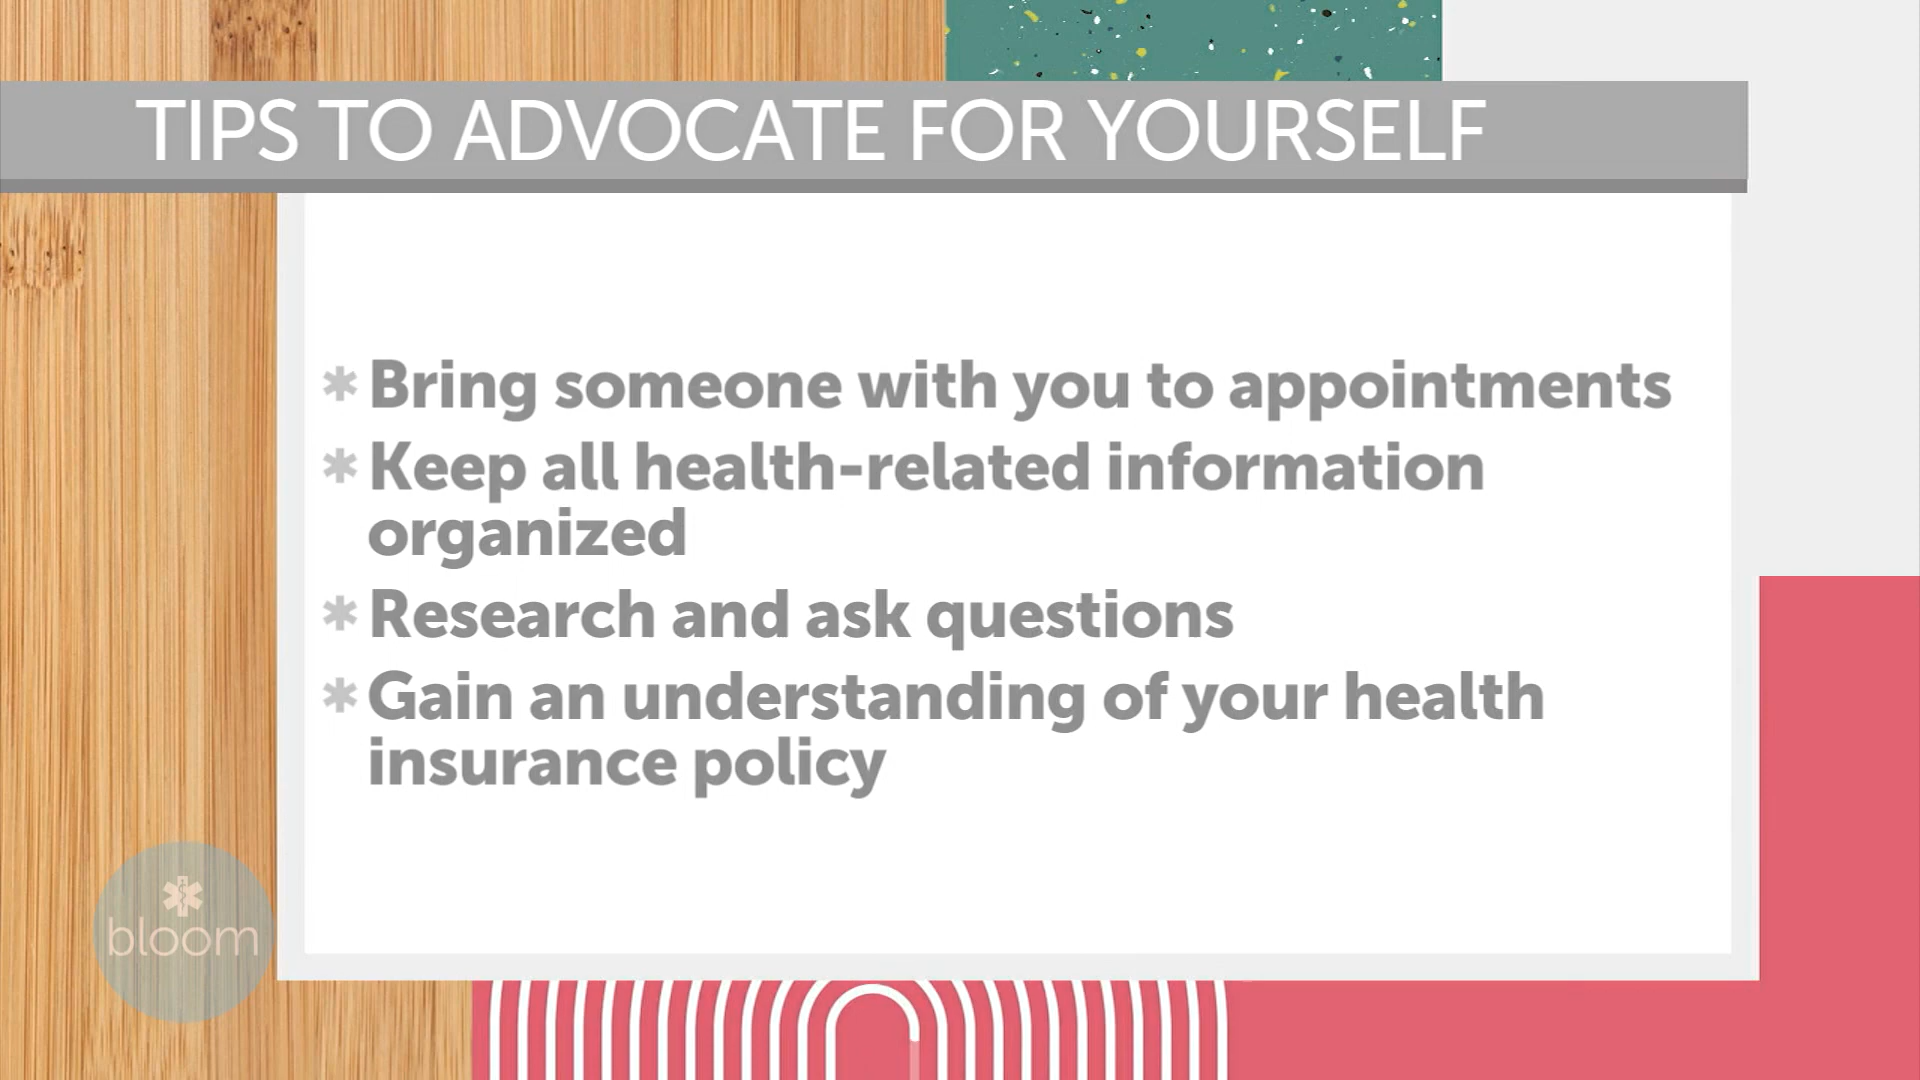 TIPS TO ADVOCATE FOR YOURSELF
* Bring someone with you to appointments
* Keep all health-related information
organized
* Research and ask questions
* Gain an understanding of your health
insurance policy
bloom